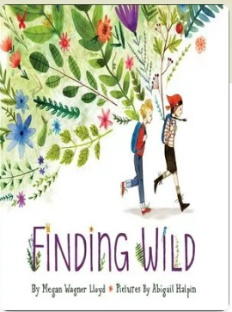 FINDING WILD
By Megan Wagner Lloyd * Pictures By Abigail Halpin